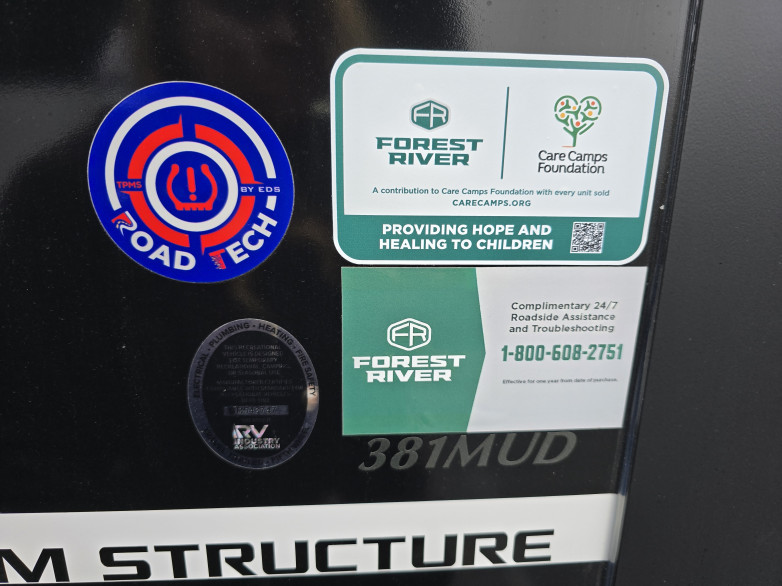 TPMS
BY EDS
ROAD TECH
FR
FOREST
RIVER
Care Camps
Foundation
A contribution to Care Camps Foundation with every unit sold
CARECAMPS.ORG
PROVIDING HOPE AND
HEALING TO CHILDREN
FR
FOREST
RIVER
Complimentary 24/7
Roadside Assistance
and Troubleshooting
1-800-608-2751
Effective for one year from date of purchase.
ELECTRICAL - PLUMBING - HEATING - FIRE SAFETY
RV
INDUSTRY
ASSOCIATION
381MUD
M STRUCTURE